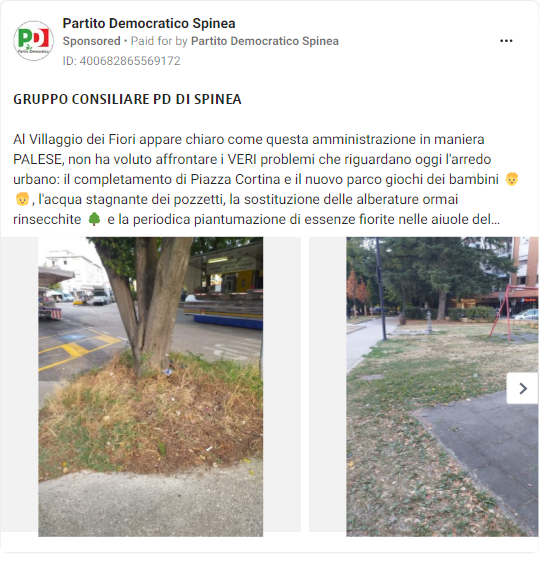 PD
Partito Democratico
Partito Democratico Spinea
Sponsored • Paid for by Partito Democratico Spinea
ID: 400682865569172
GRUPPO CONSILIARE PD DI SPINEA
Al Villaggio dei Fiori appare chiaro come questa amministrazione in maniera
PALESE, non ha voluto affrontare i VERI problemi che riguardano oggi l'arredo
urbano: il completamento di Piazza Cortina e il nuovo parco giochi dei bambini 👦
👦, l'acqua stagnante dei pozzetti, la sostituzione delle alberature ormai
rinsecchite 🌳 e la periodica piantumazione di essenze fiorite nelle aiuole del...